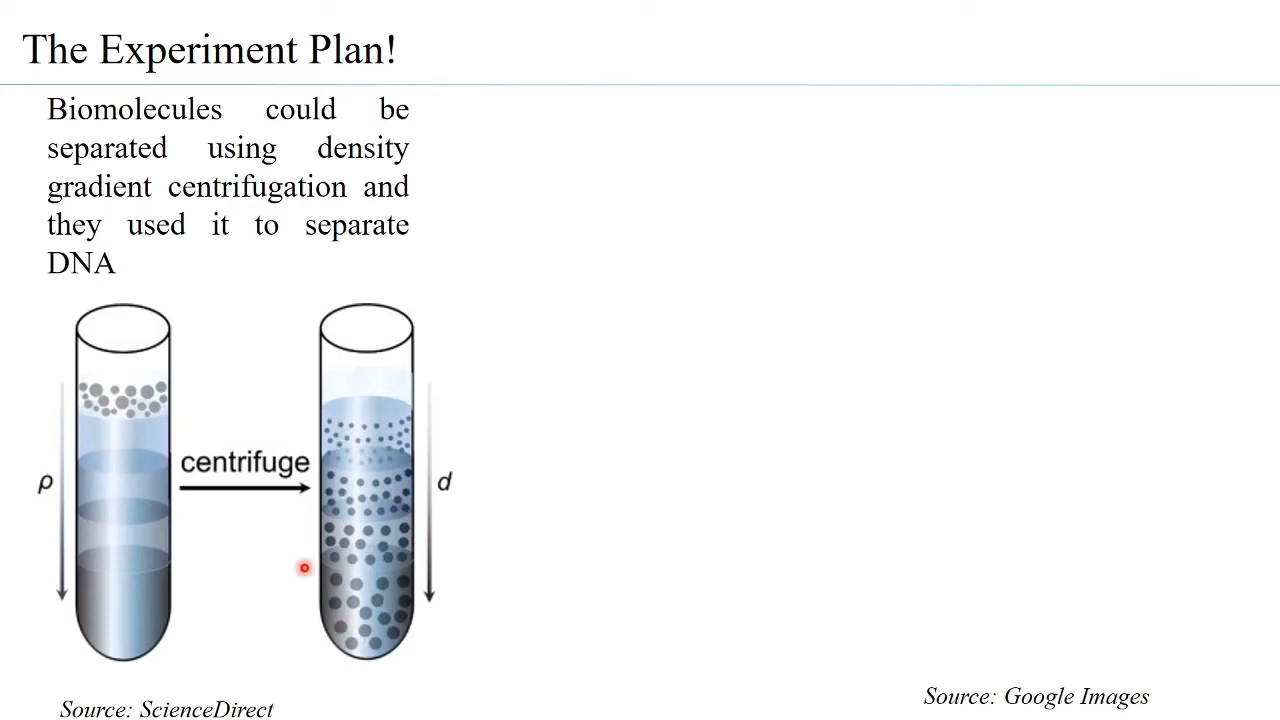 The Experiment Plan!
Biomolecules could be
separated using density
gradient centrifugation and
they used it to separate
DNA
centrifuge
ρ
d
Source: ScienceDirect
Source: Google Images